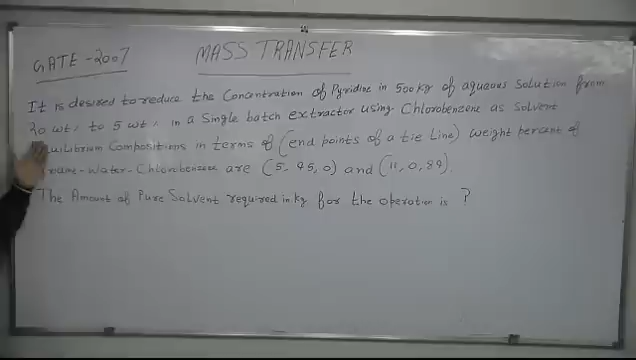 GATE-2007 MASS TRANSFER
It is desired to reduce the Concentration of Pyridine in 500 kg of aqueous Solution from
30 wt% to 5 wt% in a Single batch extractor using Chlorobenzene as Solvent
Equilibrium Compositions in terms of (end points of a tie Line) weight percent of
-Water-Chlorobenzene are (5, 95, 0) and (11, 0, 89).
The Amount of Pure Solvent required in kg for the operation is ?